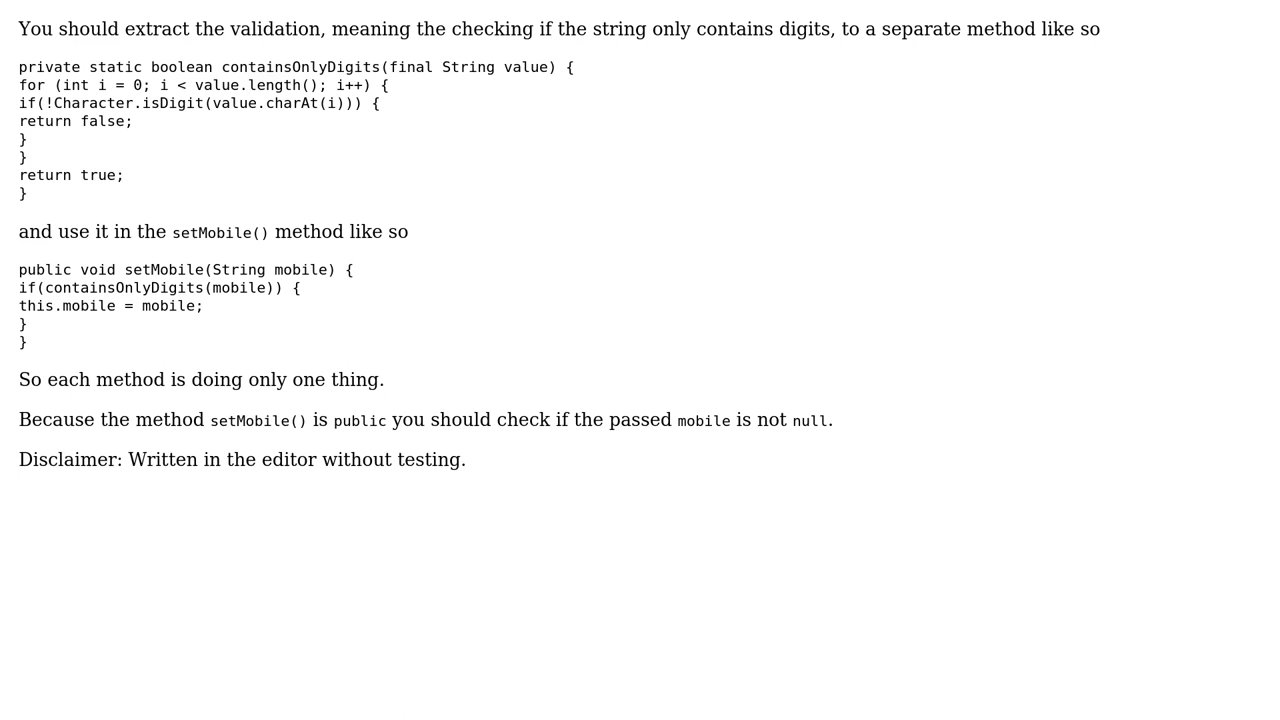 You should extract the validation, meaning the checking if the string only contains digits, to a separate method like so
private static boolean containsOnlyDigits(final String value) {
for (int i = 0; i < value.length(); i++) {
if(!Character.isDigit(value.charAt(i))) {
return false;
}
}
return true;
}
and use it in the setMobile() method like so
public void setMobile(String mobile) {
if(containsOnlyDigits(mobile)) {
this.mobile = mobile;
}
}
So each method is doing only one thing.
Because the method setMobile() is public you should check if the passed mobile is not null.
Disclaimer: Written in the editor without testing.